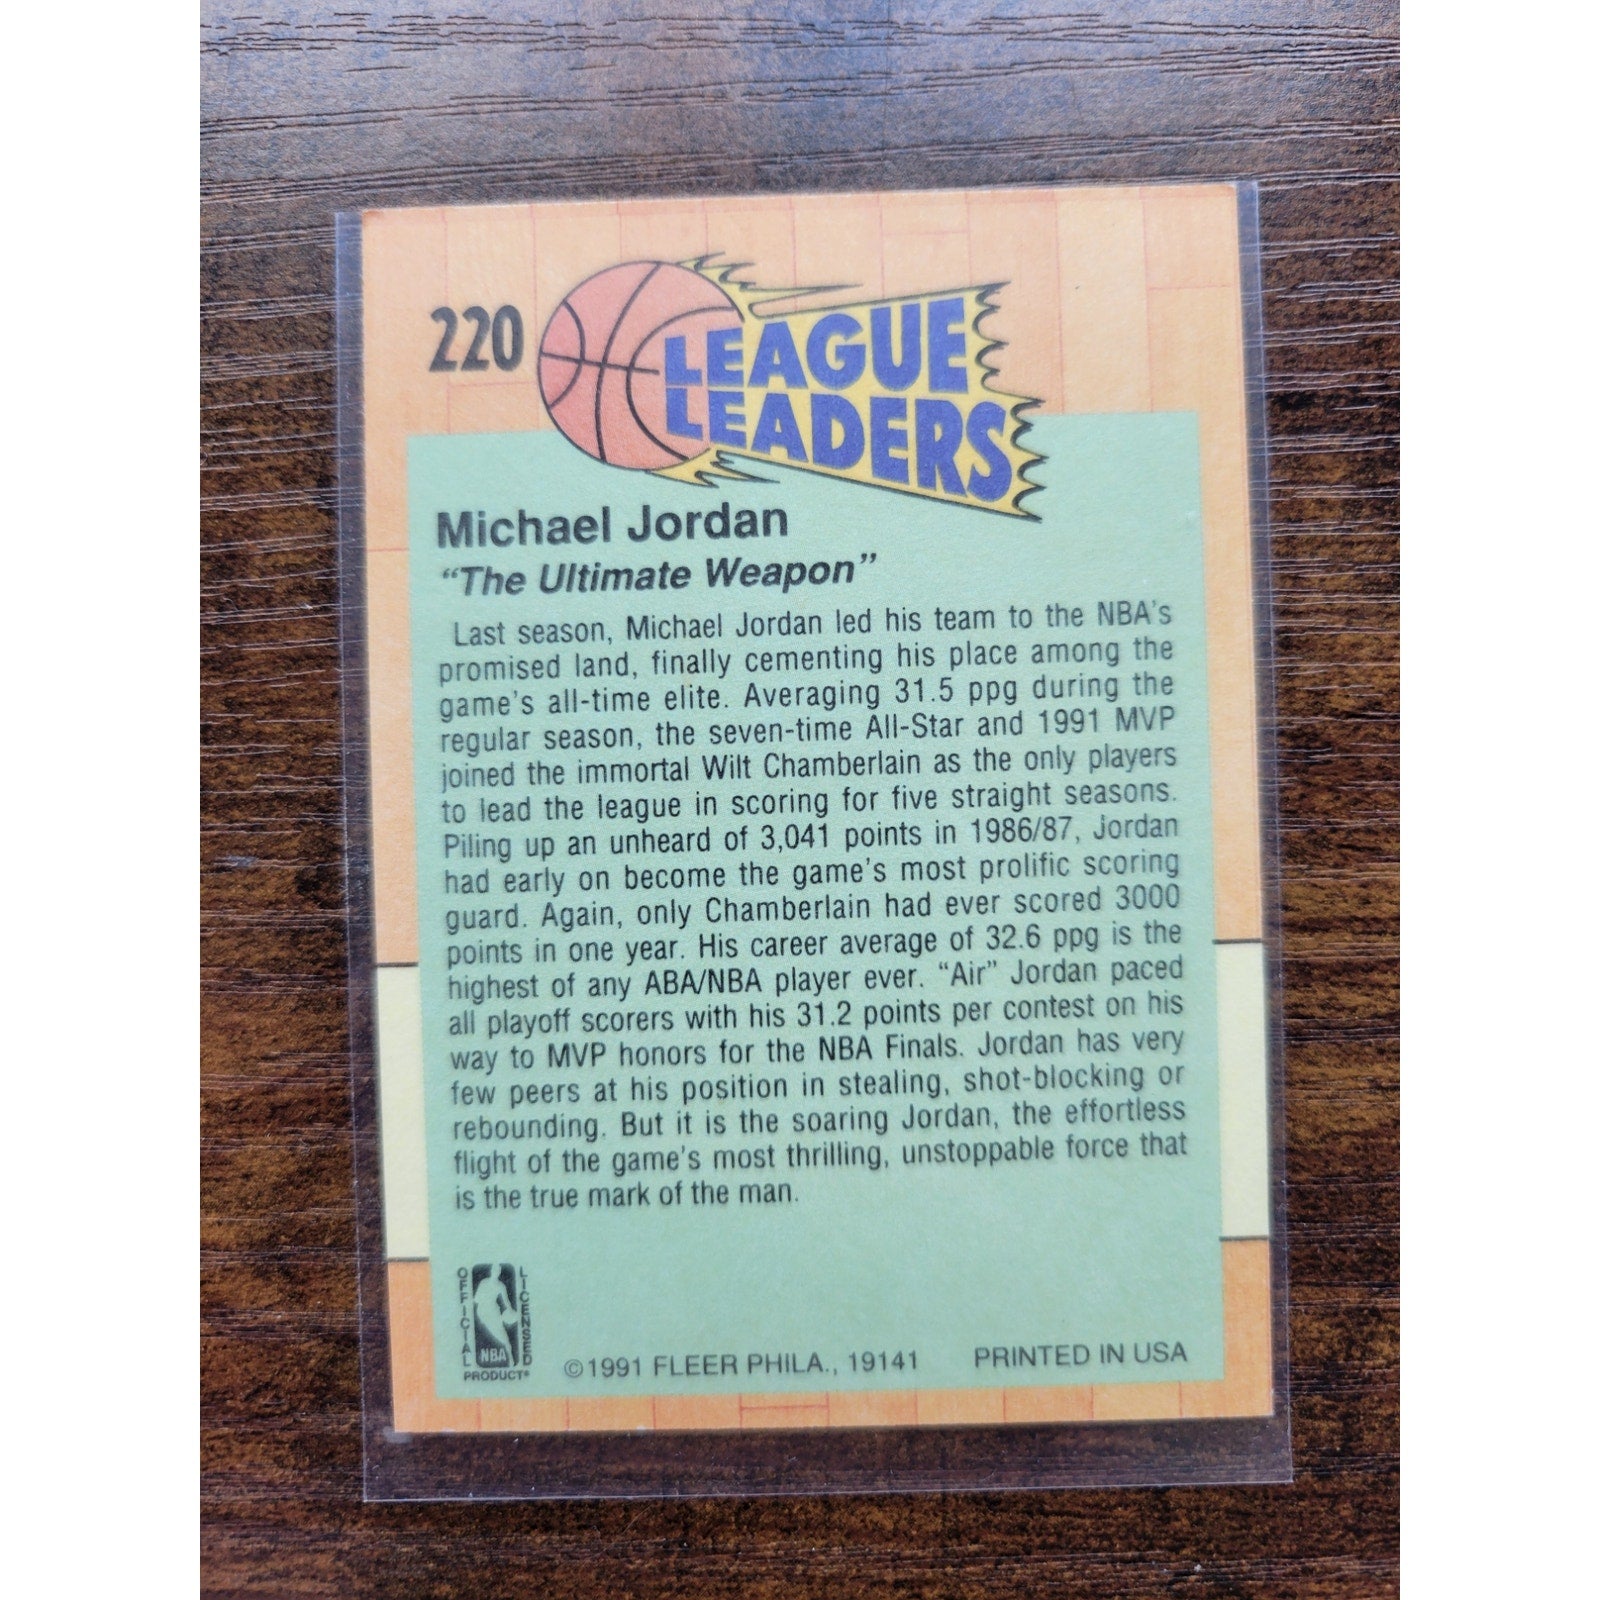 220
LEAGUE
LEADERS
Michael Jordan
"The Ultimate Weapon"
Last season, Michael Jordan led his team to the NBA's
promised land, finally cementing his place among the
game's all-time elite. Averaging 31.5 ppg during the
regular season, the seven-time All-Star and 1991 MVP
joined the immortal Wilt Chamberlain as the only players
to lead the league in scoring for five straight seasons.
Piling up an unheard of 3,041 points in 1986/87, Jordan
had early on become the game's most prolific scoring
guard. Again, only Chamberlain had ever scored 3000
points in one year. His career average of 32.6 ppg is the
highest of any ABA/NBA player ever. "Air" Jordan paced
all playoff scorers with his 31.2 points per contest on his
way to MVP honors for the NBA Finals. Jordan has very
few peers at his position in stealing, shot-blocking or
rebounding. But it is the soaring Jordan, the effortless
flight of the game's most thrilling, unstoppable force that
is the true mark of the man.
OFFICIAL
LICENSED
NBA
PRODUCT®
©1991 FLEER PHILA., 19141 PRINTED IN USA